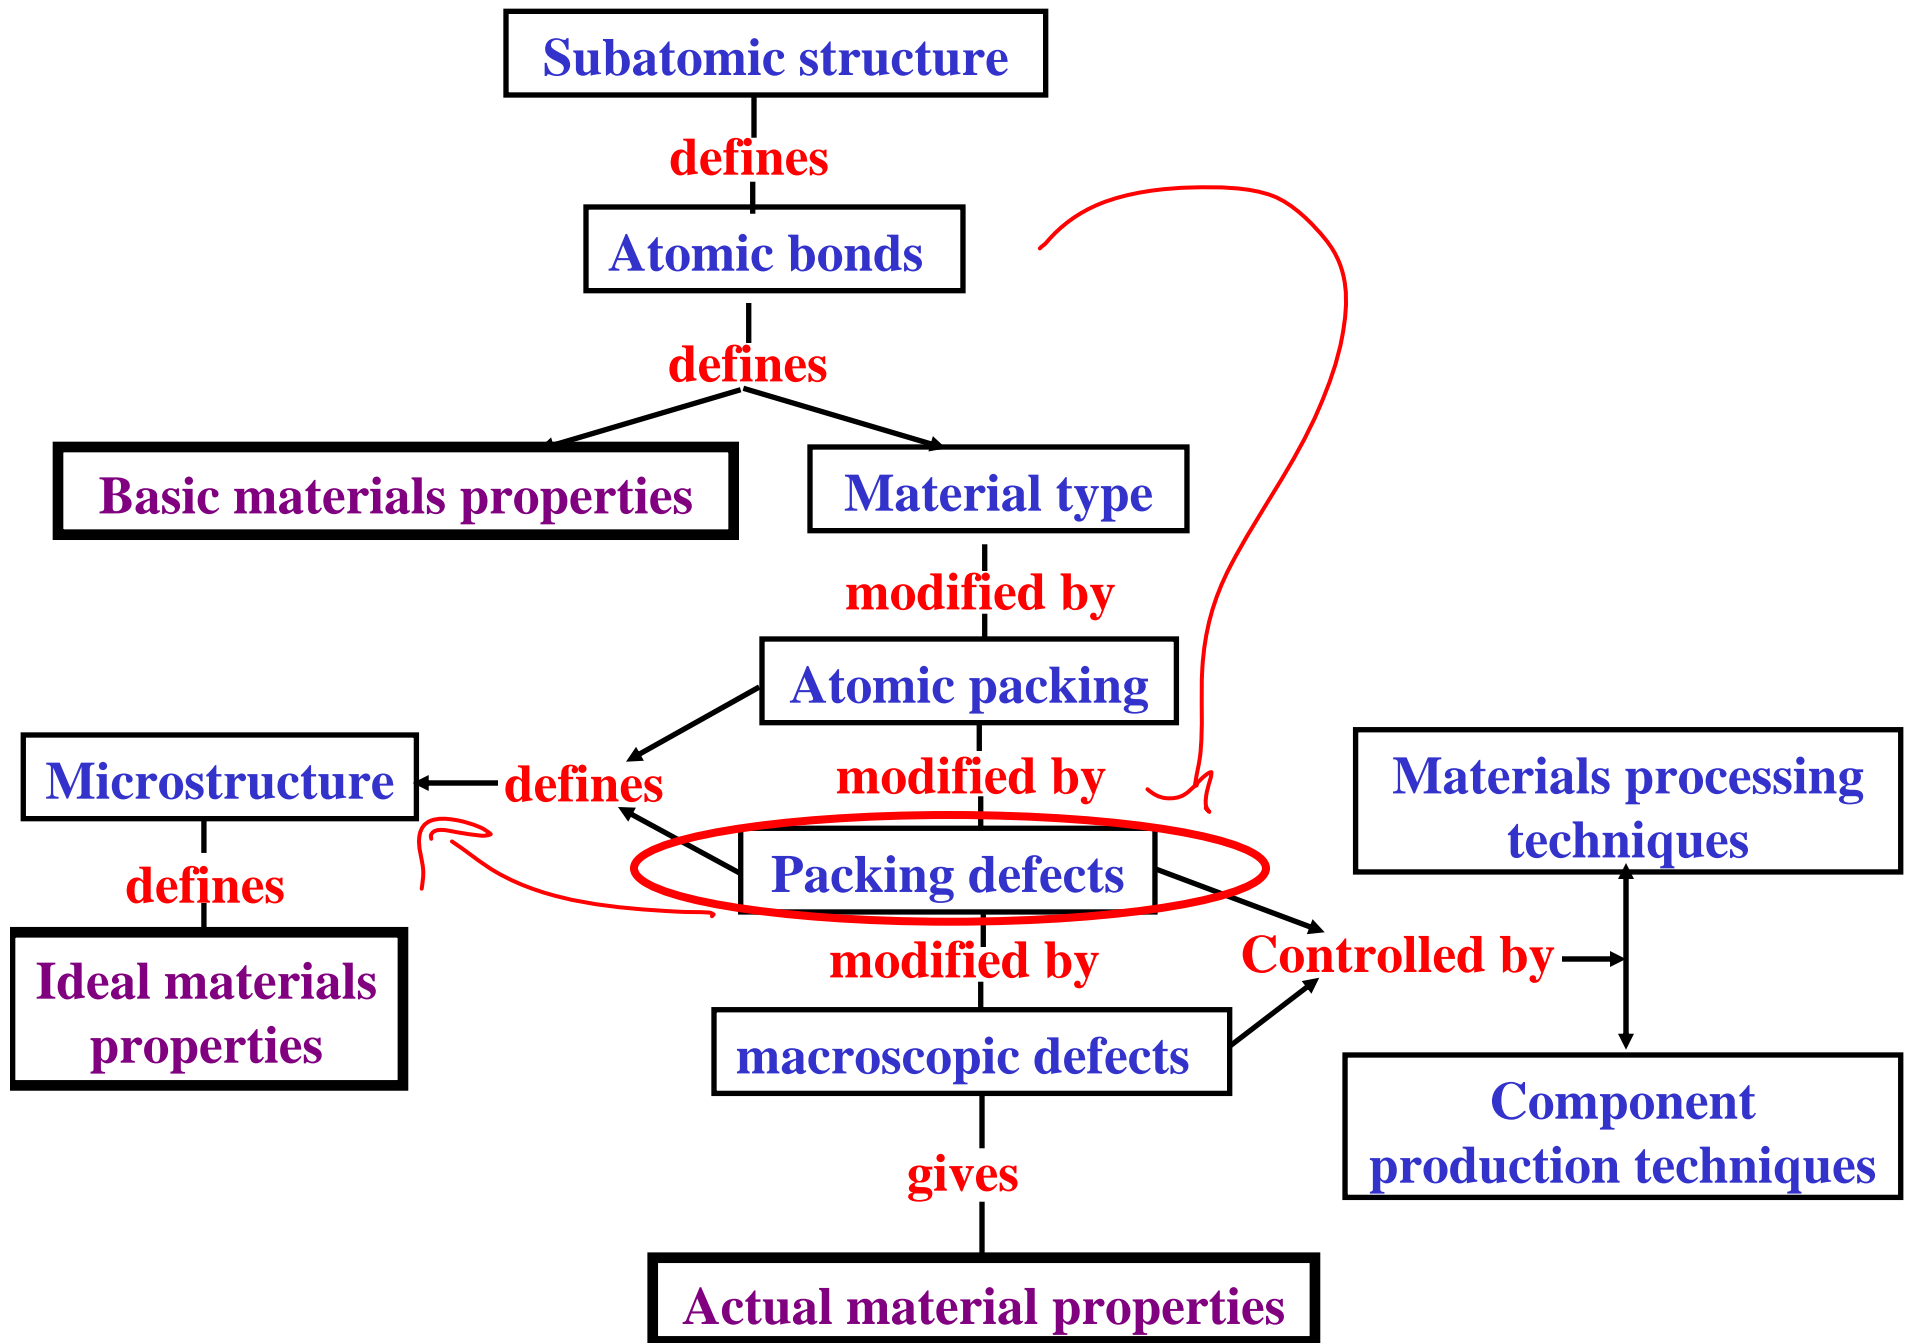 Subatomic structure
defines
Atomic bonds
defines
Basic materials properties
Material type
modified by
Atomic packing
Microstructure
defines
modified by
Materials processing
techniques
defines
Packing defects
Ideal materials
properties
modified by
Controlled by
macroscopic defects
Component
production techniques
gives
Actual material properties